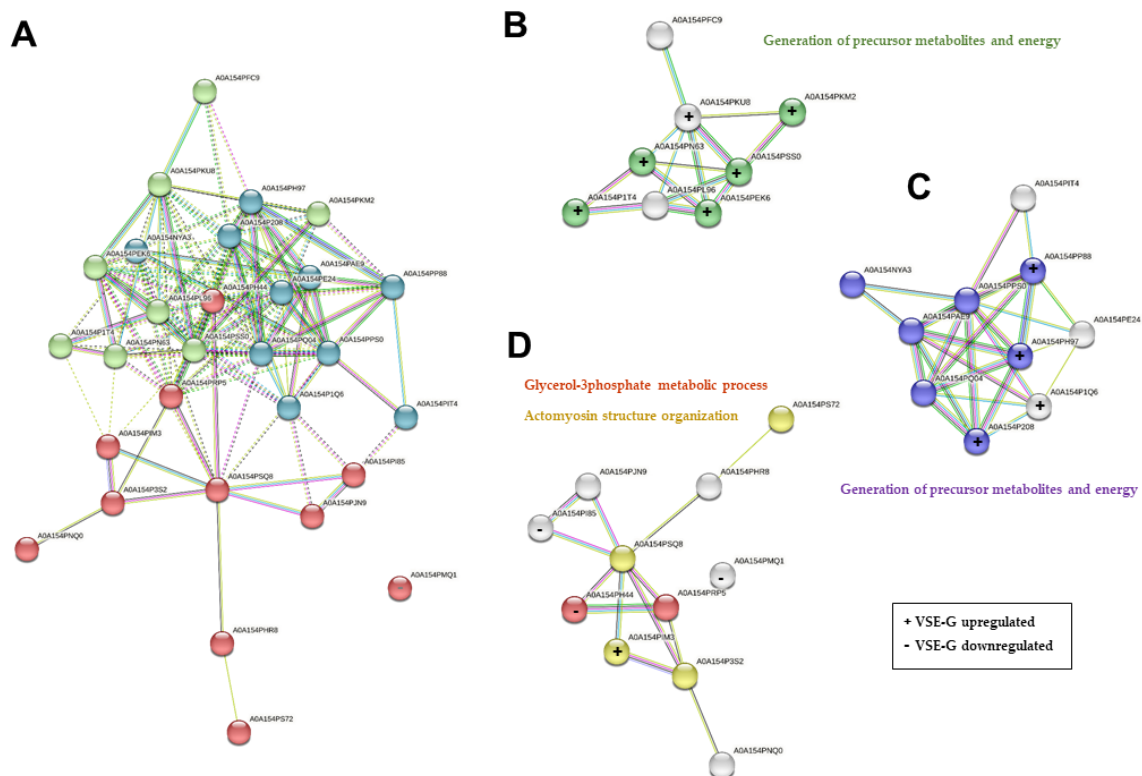 A
A0A154PFC9
A0A154PKU8
A0A154PH97
A0A154PKM2
A0A154P208
A0A154NYA3
A0A154PEK6
A0A154PAE9
A0A154PP88
A0A154PE24
A0A154PH44
A0A154PL96
A0A154P1T4
A0A154PN63
A0A154PSS0
A0A154PQ04
A0A154PPS0
A0A154PRP5
A0A154P1Q6
A0A154PIT4
A0A154PIM3
A0A154PI85
A0A154PSQ8
A0A154P3S2
A0A154PJN9
A0A154PNQ0
A0A154PMQ1
A0A154PHR8
A0A154PS72
B
Generation of precursor metabolites and energy
A0A154PFC9
A0A154PKU8
A0A154PKM2
+
+
A0A154PN63
A0A154PSS0
+
+
A0A154PL96
A0A154P1T4
A0A154PEK6
+
+
C
A0A154PIT4
A0A154PP88
+
A0A154NYA3
A0A154PPS0
A0A154PAE9
A0A154PE24
A0A154PH97
+
A0A154PQ04
A0A154P1Q6
+
A0A154P208
+
Generation of precursor metabolites and energy
D
Glycerol-3phosphate metabolic process
Actomyosin structure organization
A0A154PS72
A0A154PJN9
A0A154PHR8
A0A154PI85
-
A0A154PSQ8
A0A154PMQ1
-
A0A154PH44
A0A154PRP5
-
A0A154PIM3
+
A0A154P3S2
A0A154PNQ0
+ VSE-G upregulated
- VSE-G downregulated